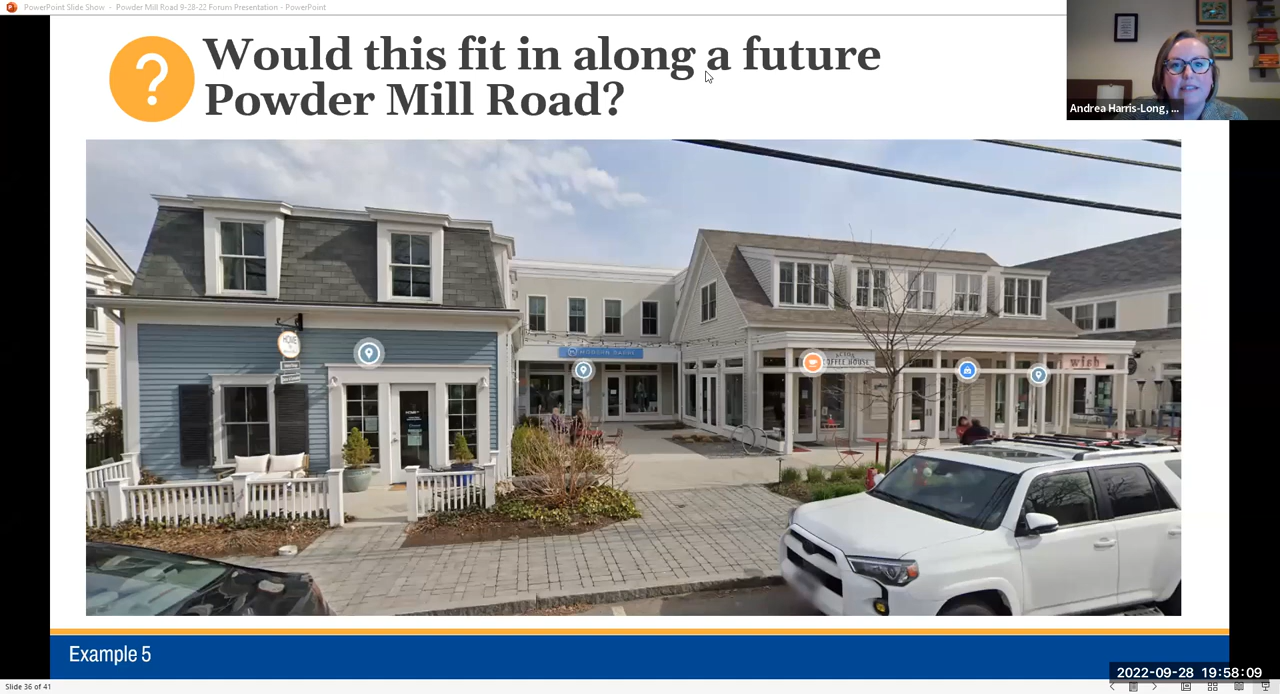 PowerPoint Slide Show - Powder Mill Road 9-28-22 Forum Presentation - PowerPoint
Would this fit in along a future
Powder Mill Road?
Andrea Harris-Long, ...
HOME
COFFEE HOUSE
wish
Example 5
2022-09-28 19:58:09
Slide 36 of 41